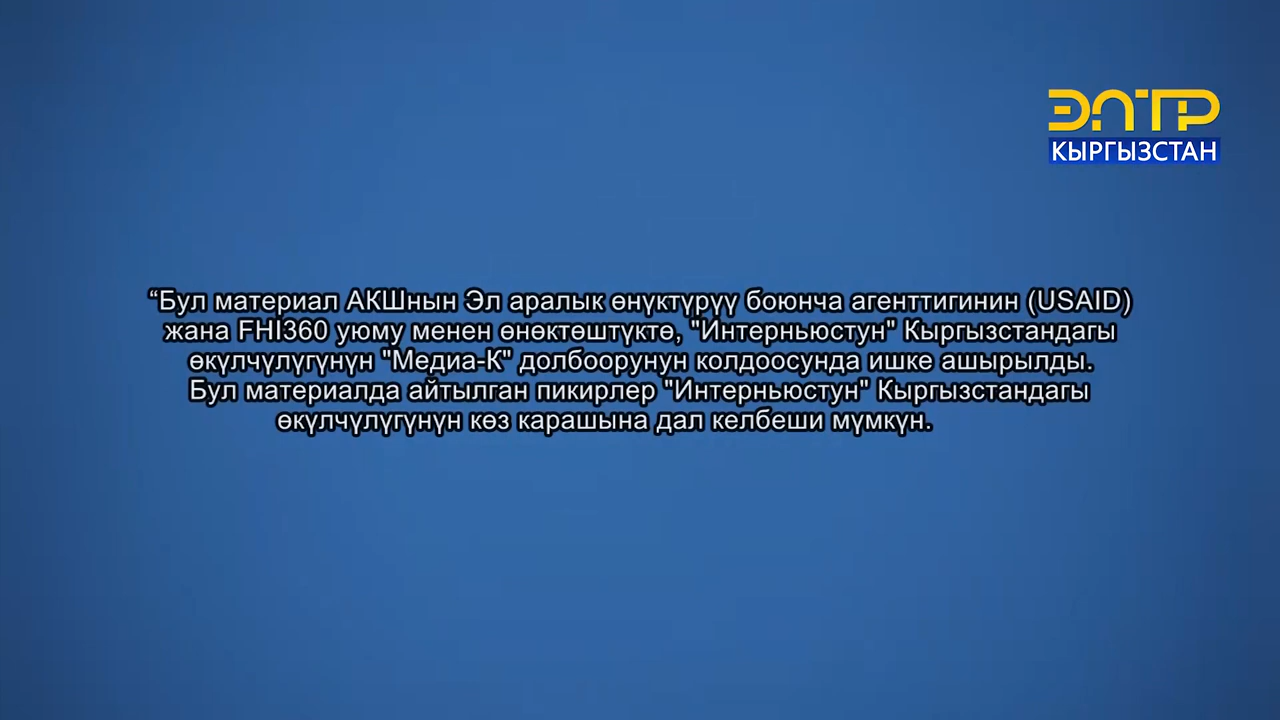 ЭЛТР
КЫРГЫЗСТАН
“Бул материал АКШнын Эл аралык өнүктүрүү боюнча агенттигинин (USAID)
жана FHI360 уюму менен өнөктөштүктө, "Интерньюстун" Кыргызстандагы
өкүлчүлүгүнүн "Медиа-К" долбоорунун колдоосунда ишке ашырылды.
Бул материалда айтылган пикирлер "Интерньюстун" Кыргызстандагы
өкүлчүлүгүнүн көз карашына дал келбеши мүмкүн.